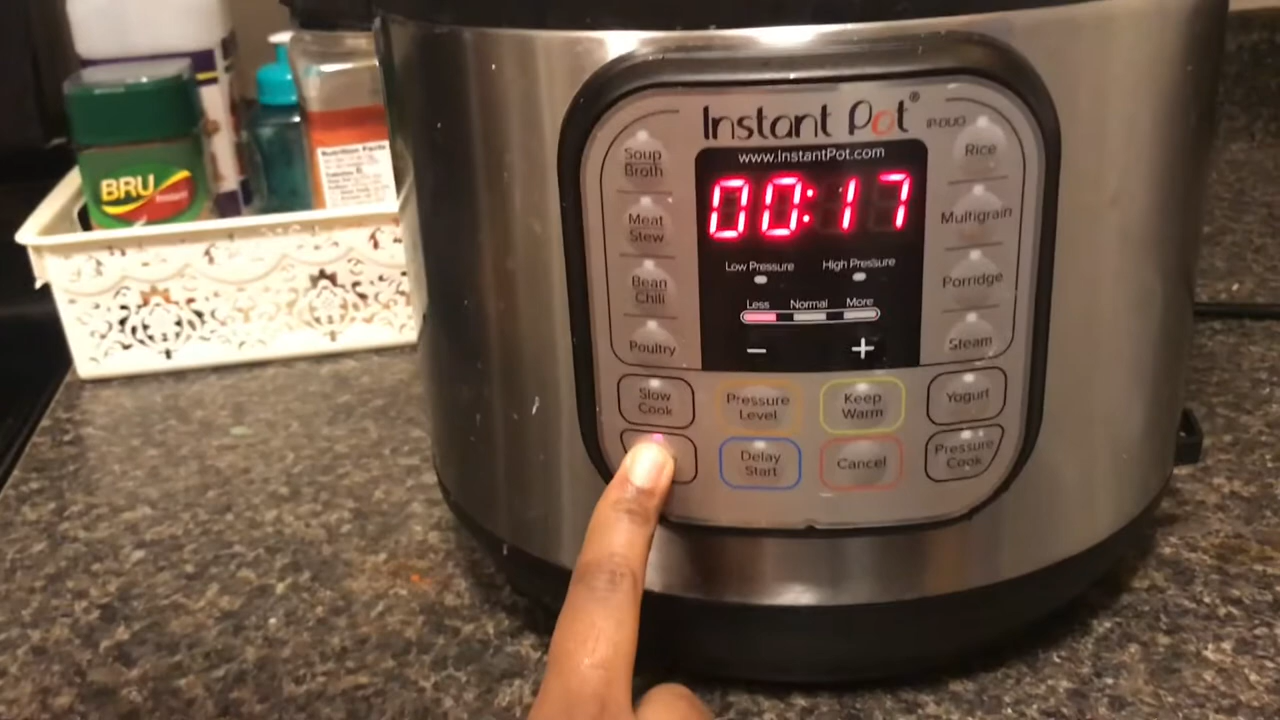 Instant Pot®
IP-DUO
www.InstantPot.com
00:17
Low Pressure
High Pressure
Less
Normal
More
−
+
Soup
Broth
Meat
Stew
Bean
Chili
Poultry
Rice
Multigrain
Porridge
Steam
Slow
Cook
Pressure
Level
Keep
Warm
Yogurt
Delay
Start
Cancel
Pressure
Cook
BRU
Nutrition Facts